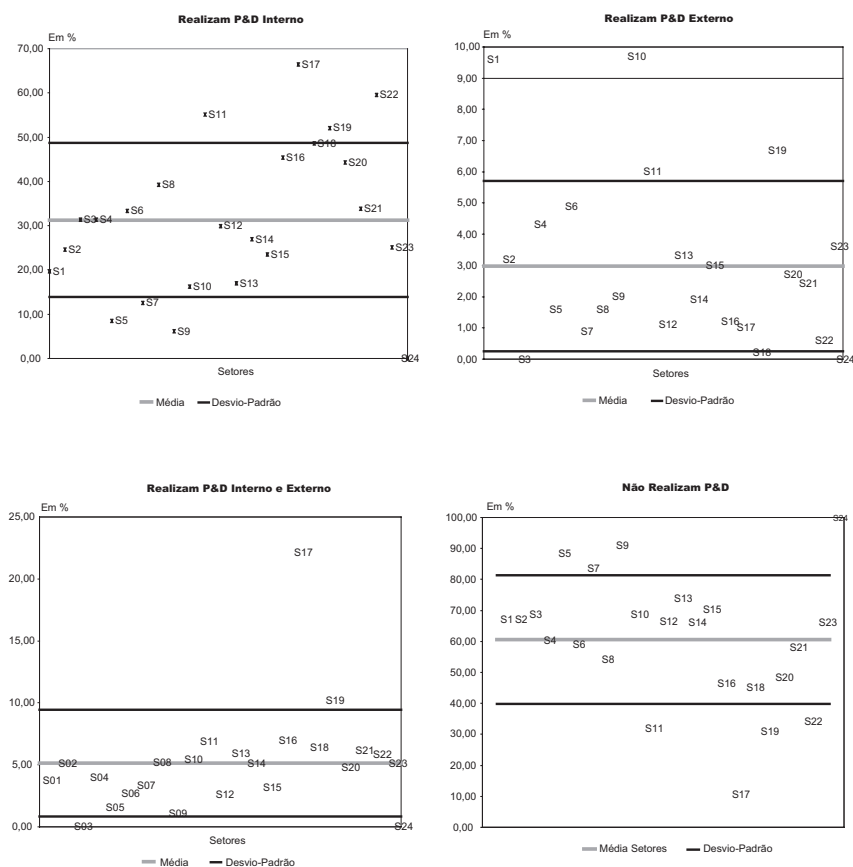 Realizam P&D Interno
Em %
70,00
60,00
50,00
40,00
30,00
20,00
10,00
0,00
S1
S2
S3
S4
S5
S6
S7
S8
S9
S10
S11
S12
S13
S14
S15
S16
S17
S18
S19
S20
S21
S22
S23
S24
Setores
Média
Desvio-Padrão
Realizam P&D Externo
Em %
10,00
9,00
8,00
7,00
6,00
5,00
4,00
3,00
2,00
1,00
0,00
S1
S2
S3
S4
S5
S6
S7
S8
S9
S10
S11
S12
S13
S14
S15
S16
S17
S18
S19
S20
S21
S22
S23
S24
Setores
Média
Desvio-Padrão
Realizam P&D Interno e Externo
Em %
25,00
20,00
15,00
10,00
5,00
0,00
S01
S02
S03
S04
S05
S06
S07
S08
S09
S10
S11
S12
S13
S14
S15
S16
S17
S18
S19
S20
S21
S22
S23
S24
Setores
Média
Desvio-Padrão
Não Realizam P&D
Em %
100,00
90,00
80,00
70,00
60,00
50,00
40,00
30,00
20,00
10,00
0,00
S1
S2
S3
S4
S5
S6
S7
S8
S9
S10
S11
S12
S13
S14
S15
S16
S17
S18
S19
S20
S21
S22
S23
S24
Média Setores
Desvio-Padrão